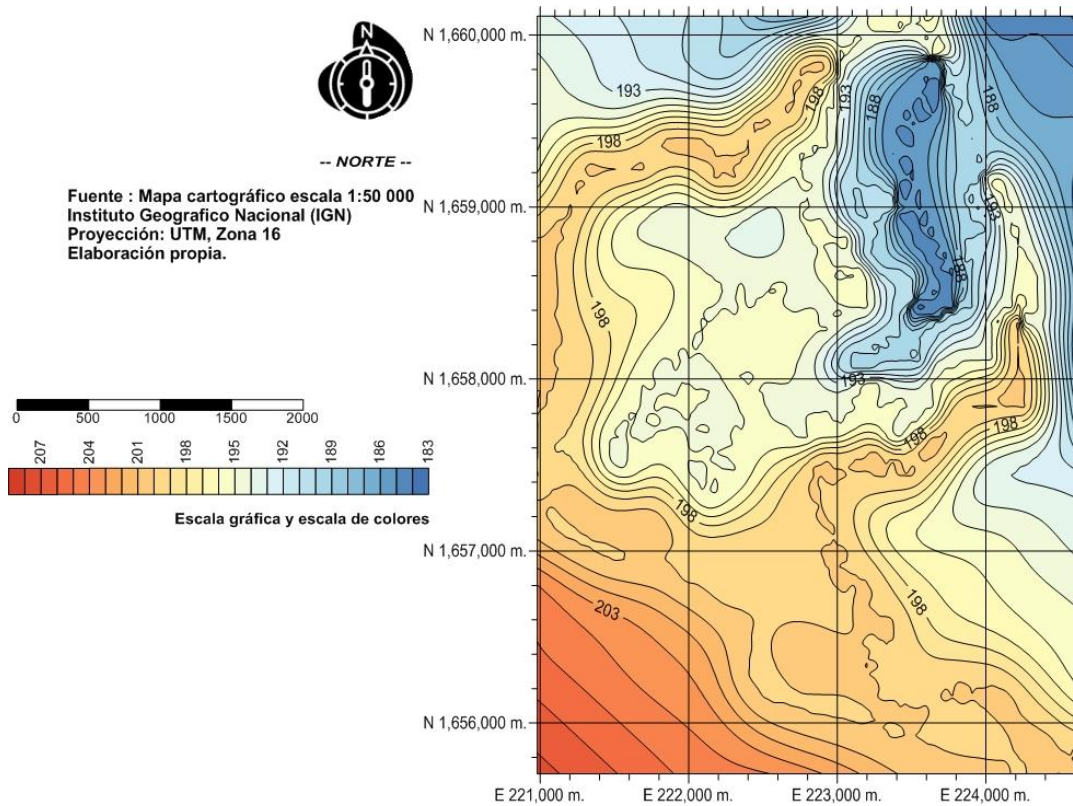 N
-- NORTE --
Fuente : Mapa cartográfico escala 1:50 000
Instituto Geografico Nacional (IGN)
Proyección: UTM, Zona 16
Elaboración propia.
0 500 1000 1500 2000
207 204 201 198 195 192 189 186 183
Escala gráfica y escala de colores
N 1,660,000 m.
N 1,659,000 m.
N 1,658,000 m.
N 1,657,000 m.
N 1,656,000 m.
E 221,000 m. E 222,000 m. E 223,000 m. E 224,000 m.
193
198
193
188
188
198
193
188
198
193
198
198
198
198
203